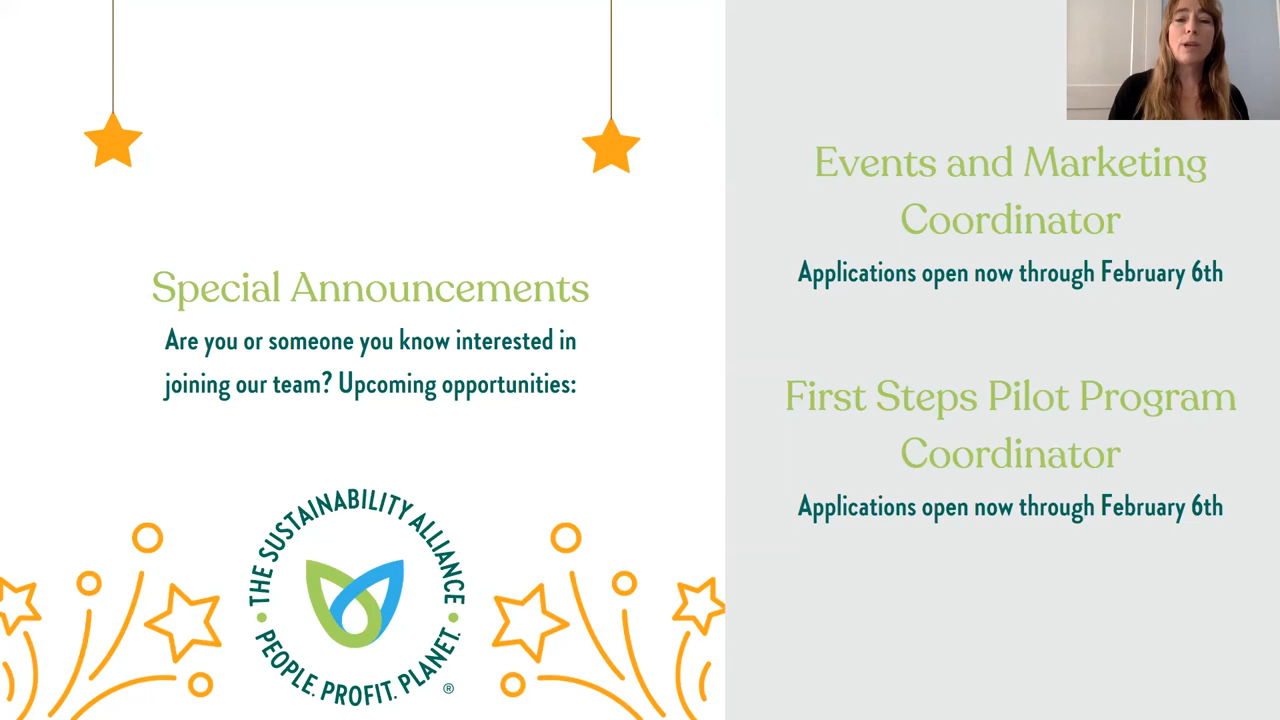 Special Announcements
Are you or someone you know interested in
joining our team? Upcoming opportunities:
THE SUSTAINABILITY ALLIANCE
PEOPLE. PROFIT. PLANET.
®
Events and Marketing
Coordinator
Applications open now through February 6th
First Steps Pilot Program
Coordinator
Applications open now through February 6th